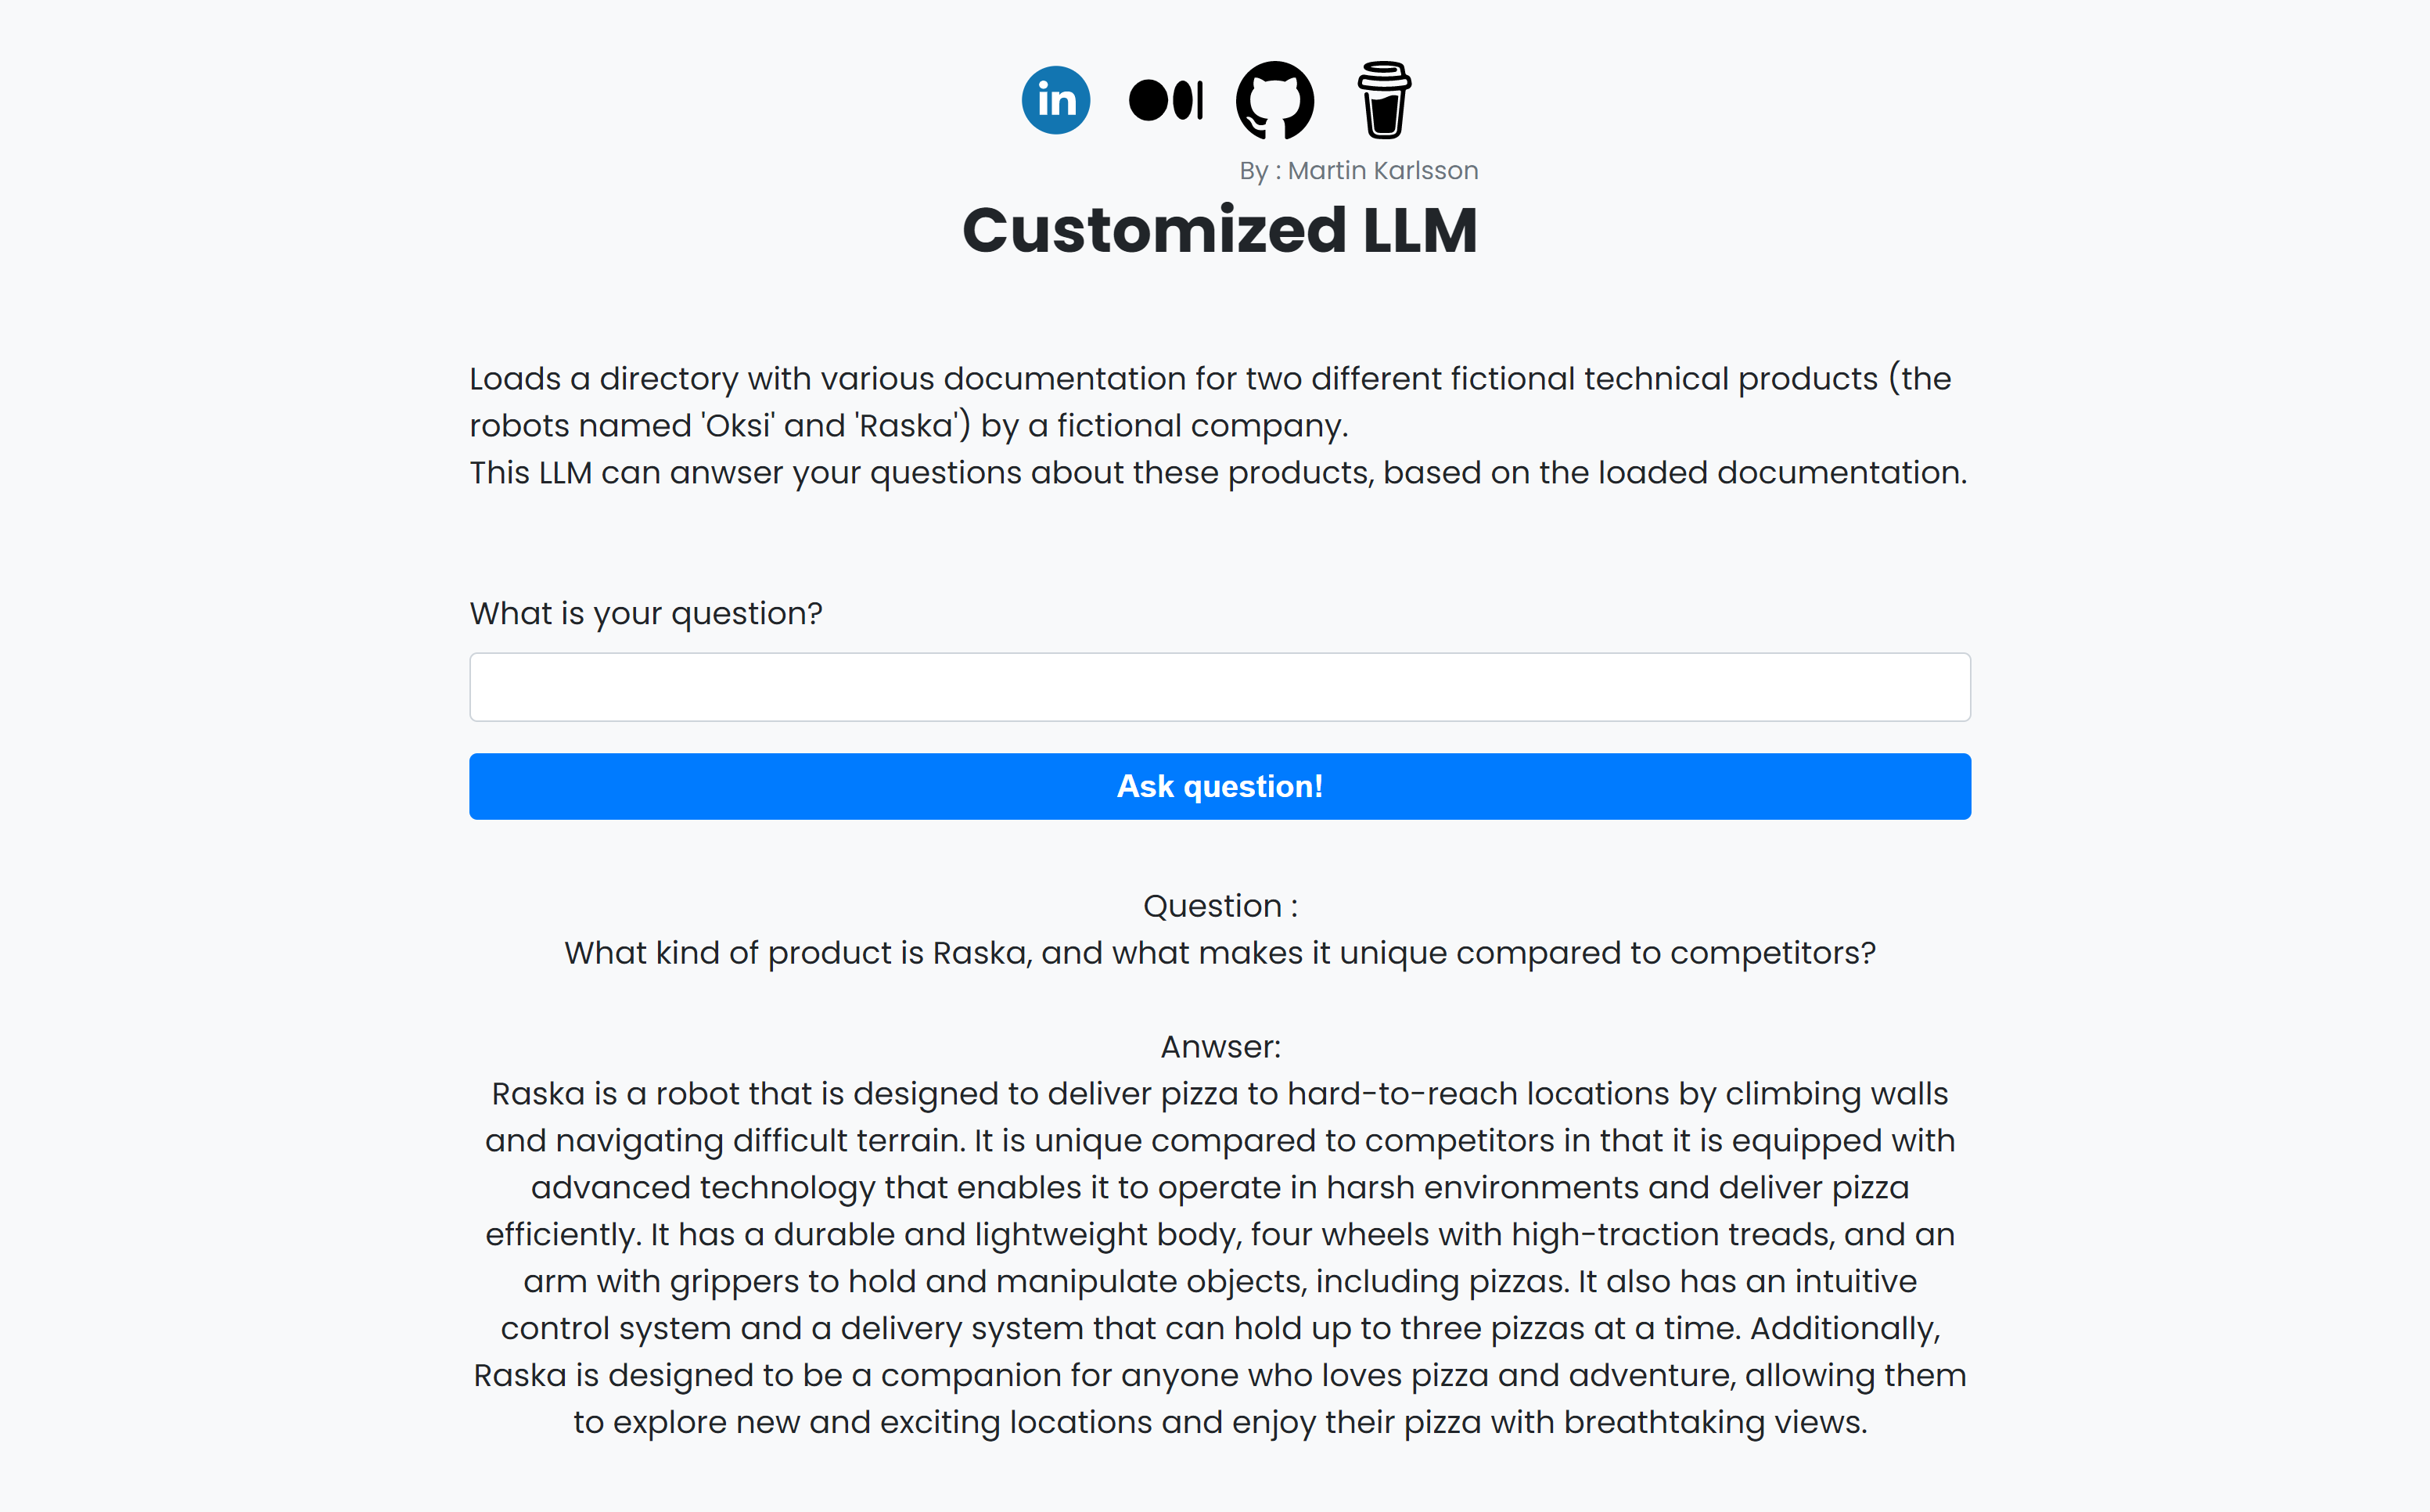 in
By : Martin Karlsson
Customized LLM
Loads a directory with various documentation for two different fictional technical products (the
robots named 'Oksi' and 'Raska') by a fictional company.
This LLM can anwser your questions about these products, based on the loaded documentation.
What is your question?
Ask question!
Question :
What kind of product is Raska, and what makes it unique compared to competitors?
Anwser:
Raska is a robot that is designed to deliver pizza to hard-to-reach locations by climbing walls
and navigating difficult terrain. It is unique compared to competitors in that it is equipped with
advanced technology that enables it to operate in harsh environments and deliver pizza
efficiently. It has a durable and lightweight body, four wheels with high-traction treads, and an
arm with grippers to hold and manipulate objects, including pizzas. It also has an intuitive
control system and a delivery system that can hold up to three pizzas at a time. Additionally,
Raska is designed to be a companion for anyone who loves pizza and adventure, allowing them
to explore new and exciting locations and enjoy their pizza with breathtaking views.